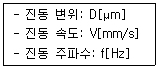 - 진동 변위: D[μm]
- 진동 속도: V[mm/s]
- 진동 주파수: f[Hz]